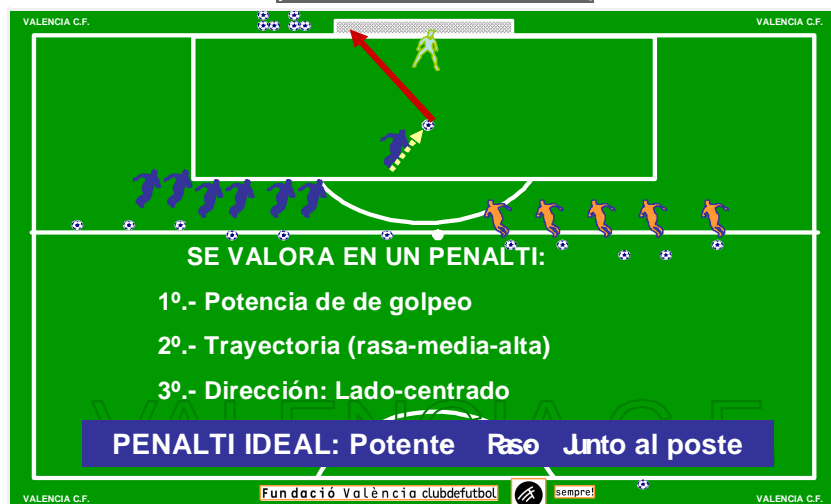 VALENCIA C.F. VALENCIA C.F.
SE VALORA EN UN PENALTI:
1º.- Potencia de de golpeo
2º.- Trayectoria (rasa-media-alta)
3º.- Dirección: Lado-centrado
VALENCIA C.F.
PENALTI IDEAL: Potente Raso Junto al poste
VALENCIA C.F. Fundació València clubdefutbol sempre! VALENCIA C.F.